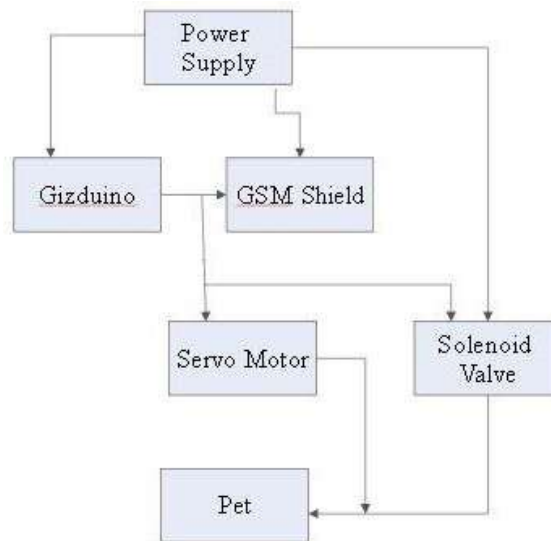 Power
Supply
Gizduino
GSM Shield
Servo Motor
Solenoid
Valve
Pet